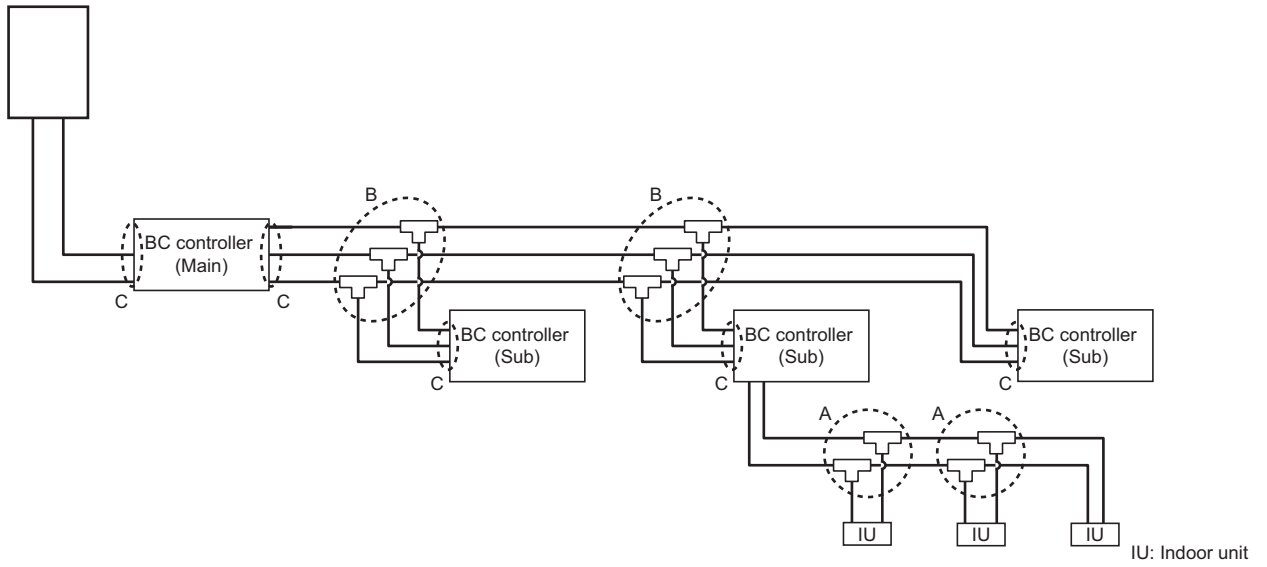 B
B
BC controller
(Main)
C
C
BC controller
(Sub)
C
BC controller
(Sub)
C
BC controller
(Sub)
C
A
A
IU
IU
IU
IU: Indoor unit